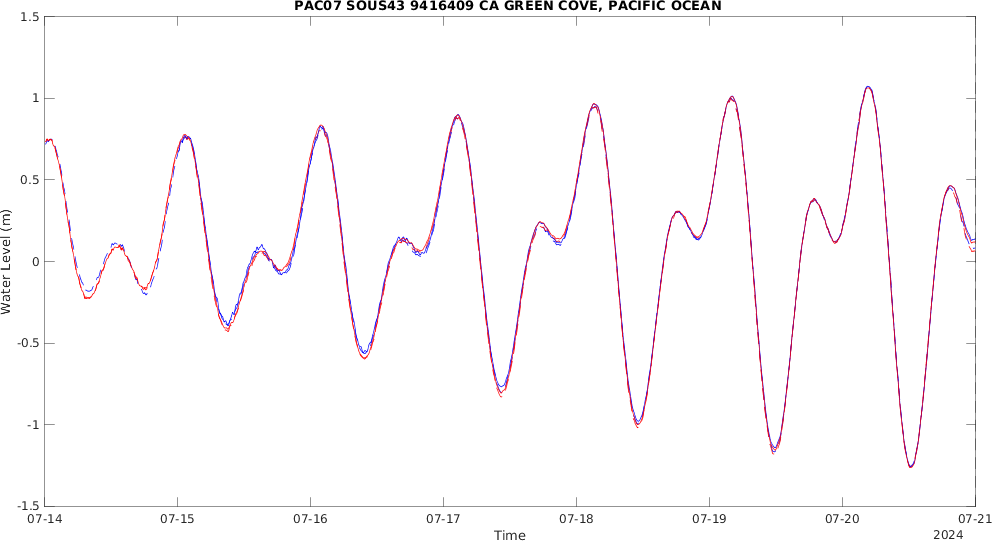 PAC07 SOUS43 9416409 CA GREEN COVE, PACIFIC OCEAN
Water Level (m)
1.5
1
0.5
0
-0.5
-1
-1.5
07-14 07-15 07-16 07-17 07-18 07-19 07-20 07-21
Time
2024